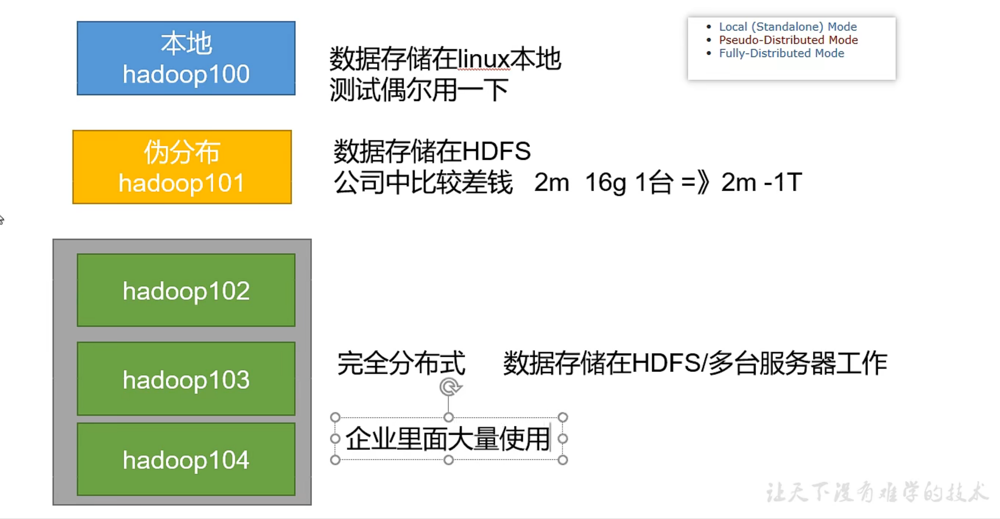 本地
hadoop100
数据存储在linux本地
测试偶尔用一下
Local (Standalone) Mode
Pseudo-Distributed Mode
Fully-Distributed Mode
伪分布
hadoop101
数据存储在HDFS
公司中比较差钱 2m 16g 1台 =》2m -1T
hadoop102
hadoop103
hadoop104
完全分布式 数据存储在HDFS/多台服务器工作
企业里面大量使用
让天下没有难学的技术